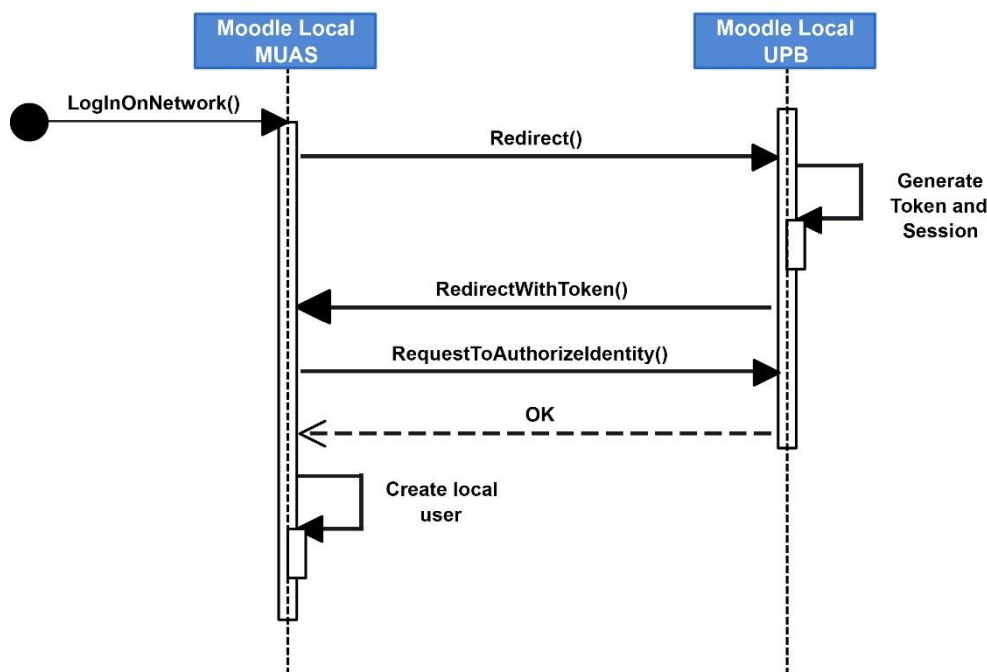 Moodle Local
MUAS
Moodle Local
UPB
LogInOnNetwork()
Redirect()
Generate
Token and
Session
RedirectWithToken()
RequestToAuthorizeIdentity()
OK
Create local
user